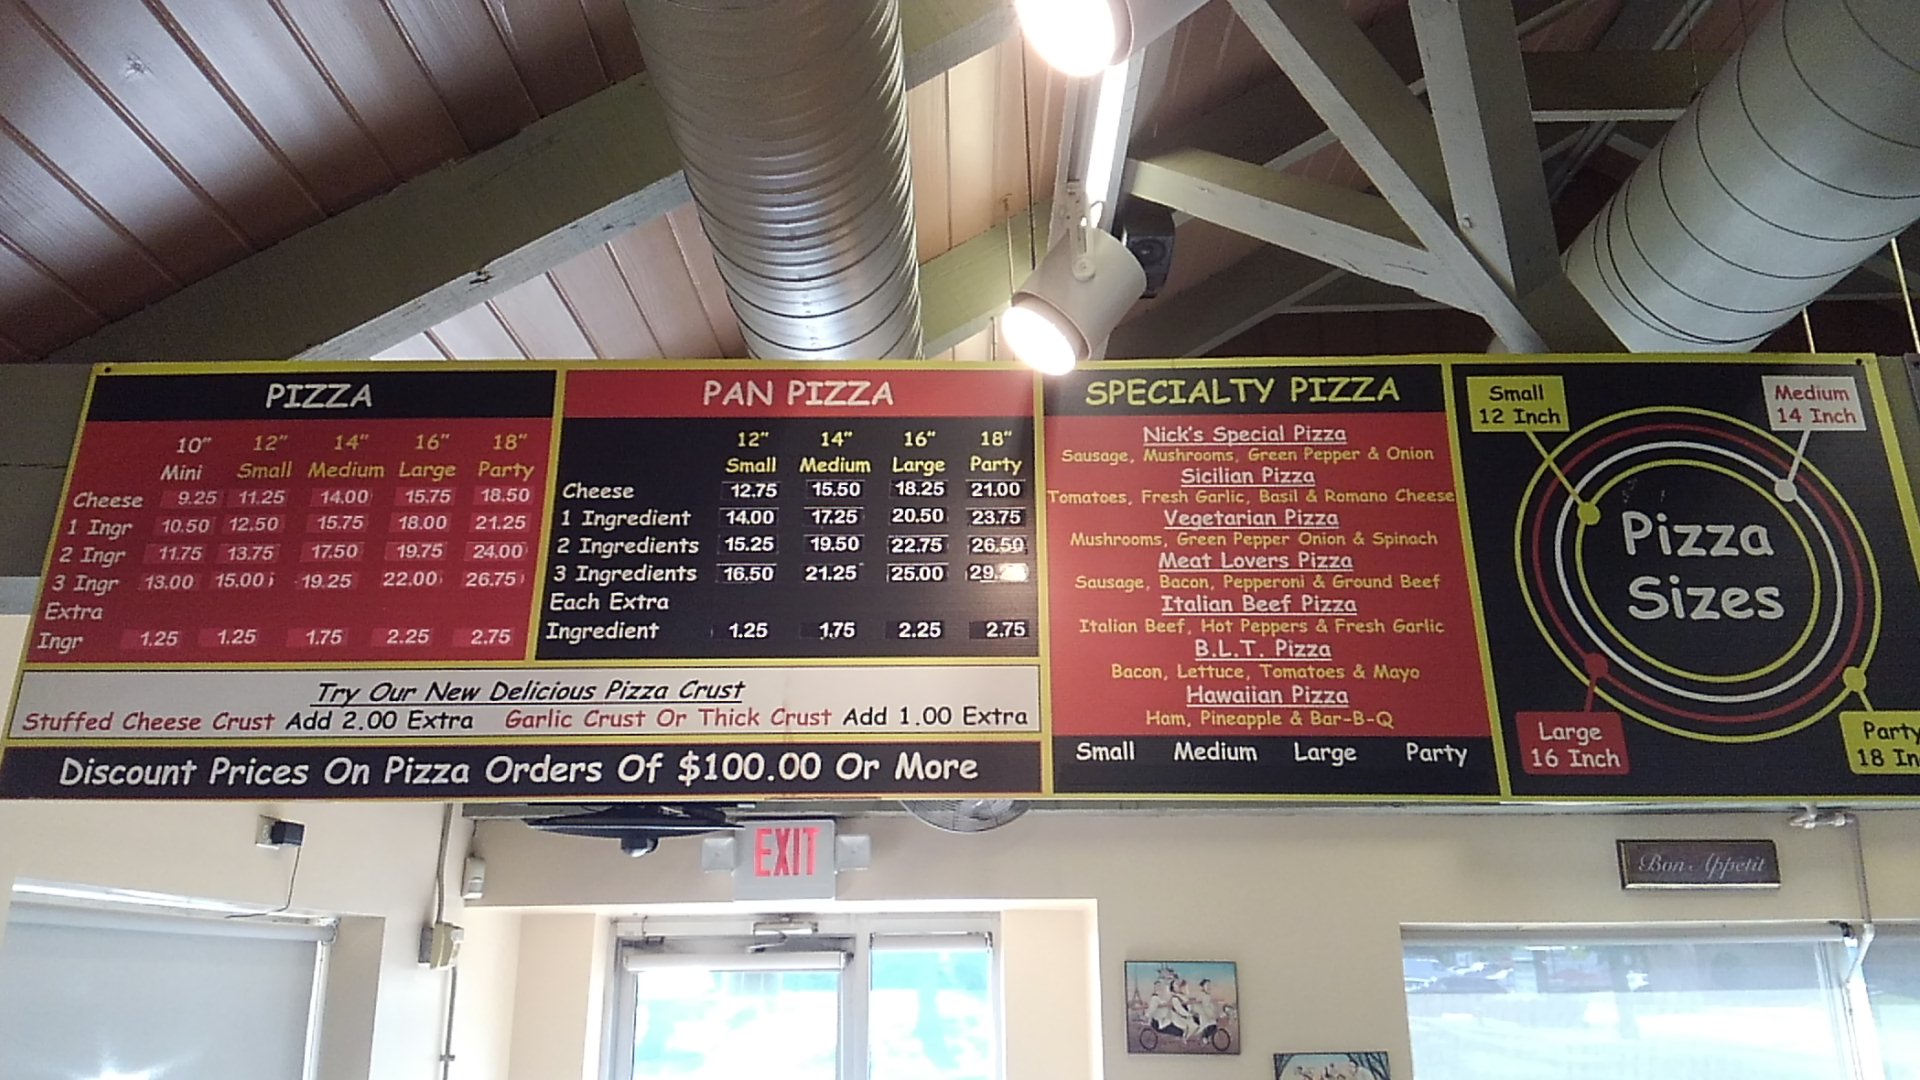 PIZZA
10" 12" 14" 16" 18"
Mini Small Medium Large Party
Cheese 9.25 11.25 14.00 15.75 18.50
1 Ingr 10.50 12.50 15.75 18.00 21.25
2 Ingr 11.75 13.75 17.50 19.75 24.00
3 Ingr 13.00 15.00 19.25 22.00 26.75
Extra
Ingr 1.25 1.25 1.75 2.25 2.75
PAN PIZZA
12" 14" 16" 18"
Small Medium Large Party
Cheese 12.75 15.50 18.25 21.00
1 Ingredient 14.00 17.25 20.50 23.75
2 Ingredients 15.25 19.50 22.75 26.50
3 Ingredients 16.50 21.25 25.00
Each Extra
Ingredient 1.25 1.75 2.25 2.75
Try Our New Delicious Pizza Crust
Stuffed Cheese Crust Add 2.00 Extra Garlic Crust Or Thick Crust Add 1.00 Extra
Discount Prices On Pizza Orders Of $100.00 Or More
SPECIALTY PIZZA
Nick's Special Pizza
Sausage, Mushrooms, Green Pepper & Onion
Sicilian Pizza
Tomatoes, Fresh Garlic, Basil & Romano Cheese
Vegetarian Pizza
Mushrooms, Green Pepper Onion & Spinach
Meat Lovers Pizza
Sausage, Bacon, Pepperoni & Ground Beef
Italian Beef Pizza
Italian Beef, Hot Peppers & Fresh Garlic
B.L.T. Pizza
Bacon, Lettuce, Tomatoes & Mayo
Hawaiian Pizza
Ham, Pineapple & Bar-B-Q
Small Medium Large Party
Small
12 Inch
Medium
14 Inch
Pizza
Sizes
Large
16 Inch
Party
18 In
EXIT
Bon Appetit